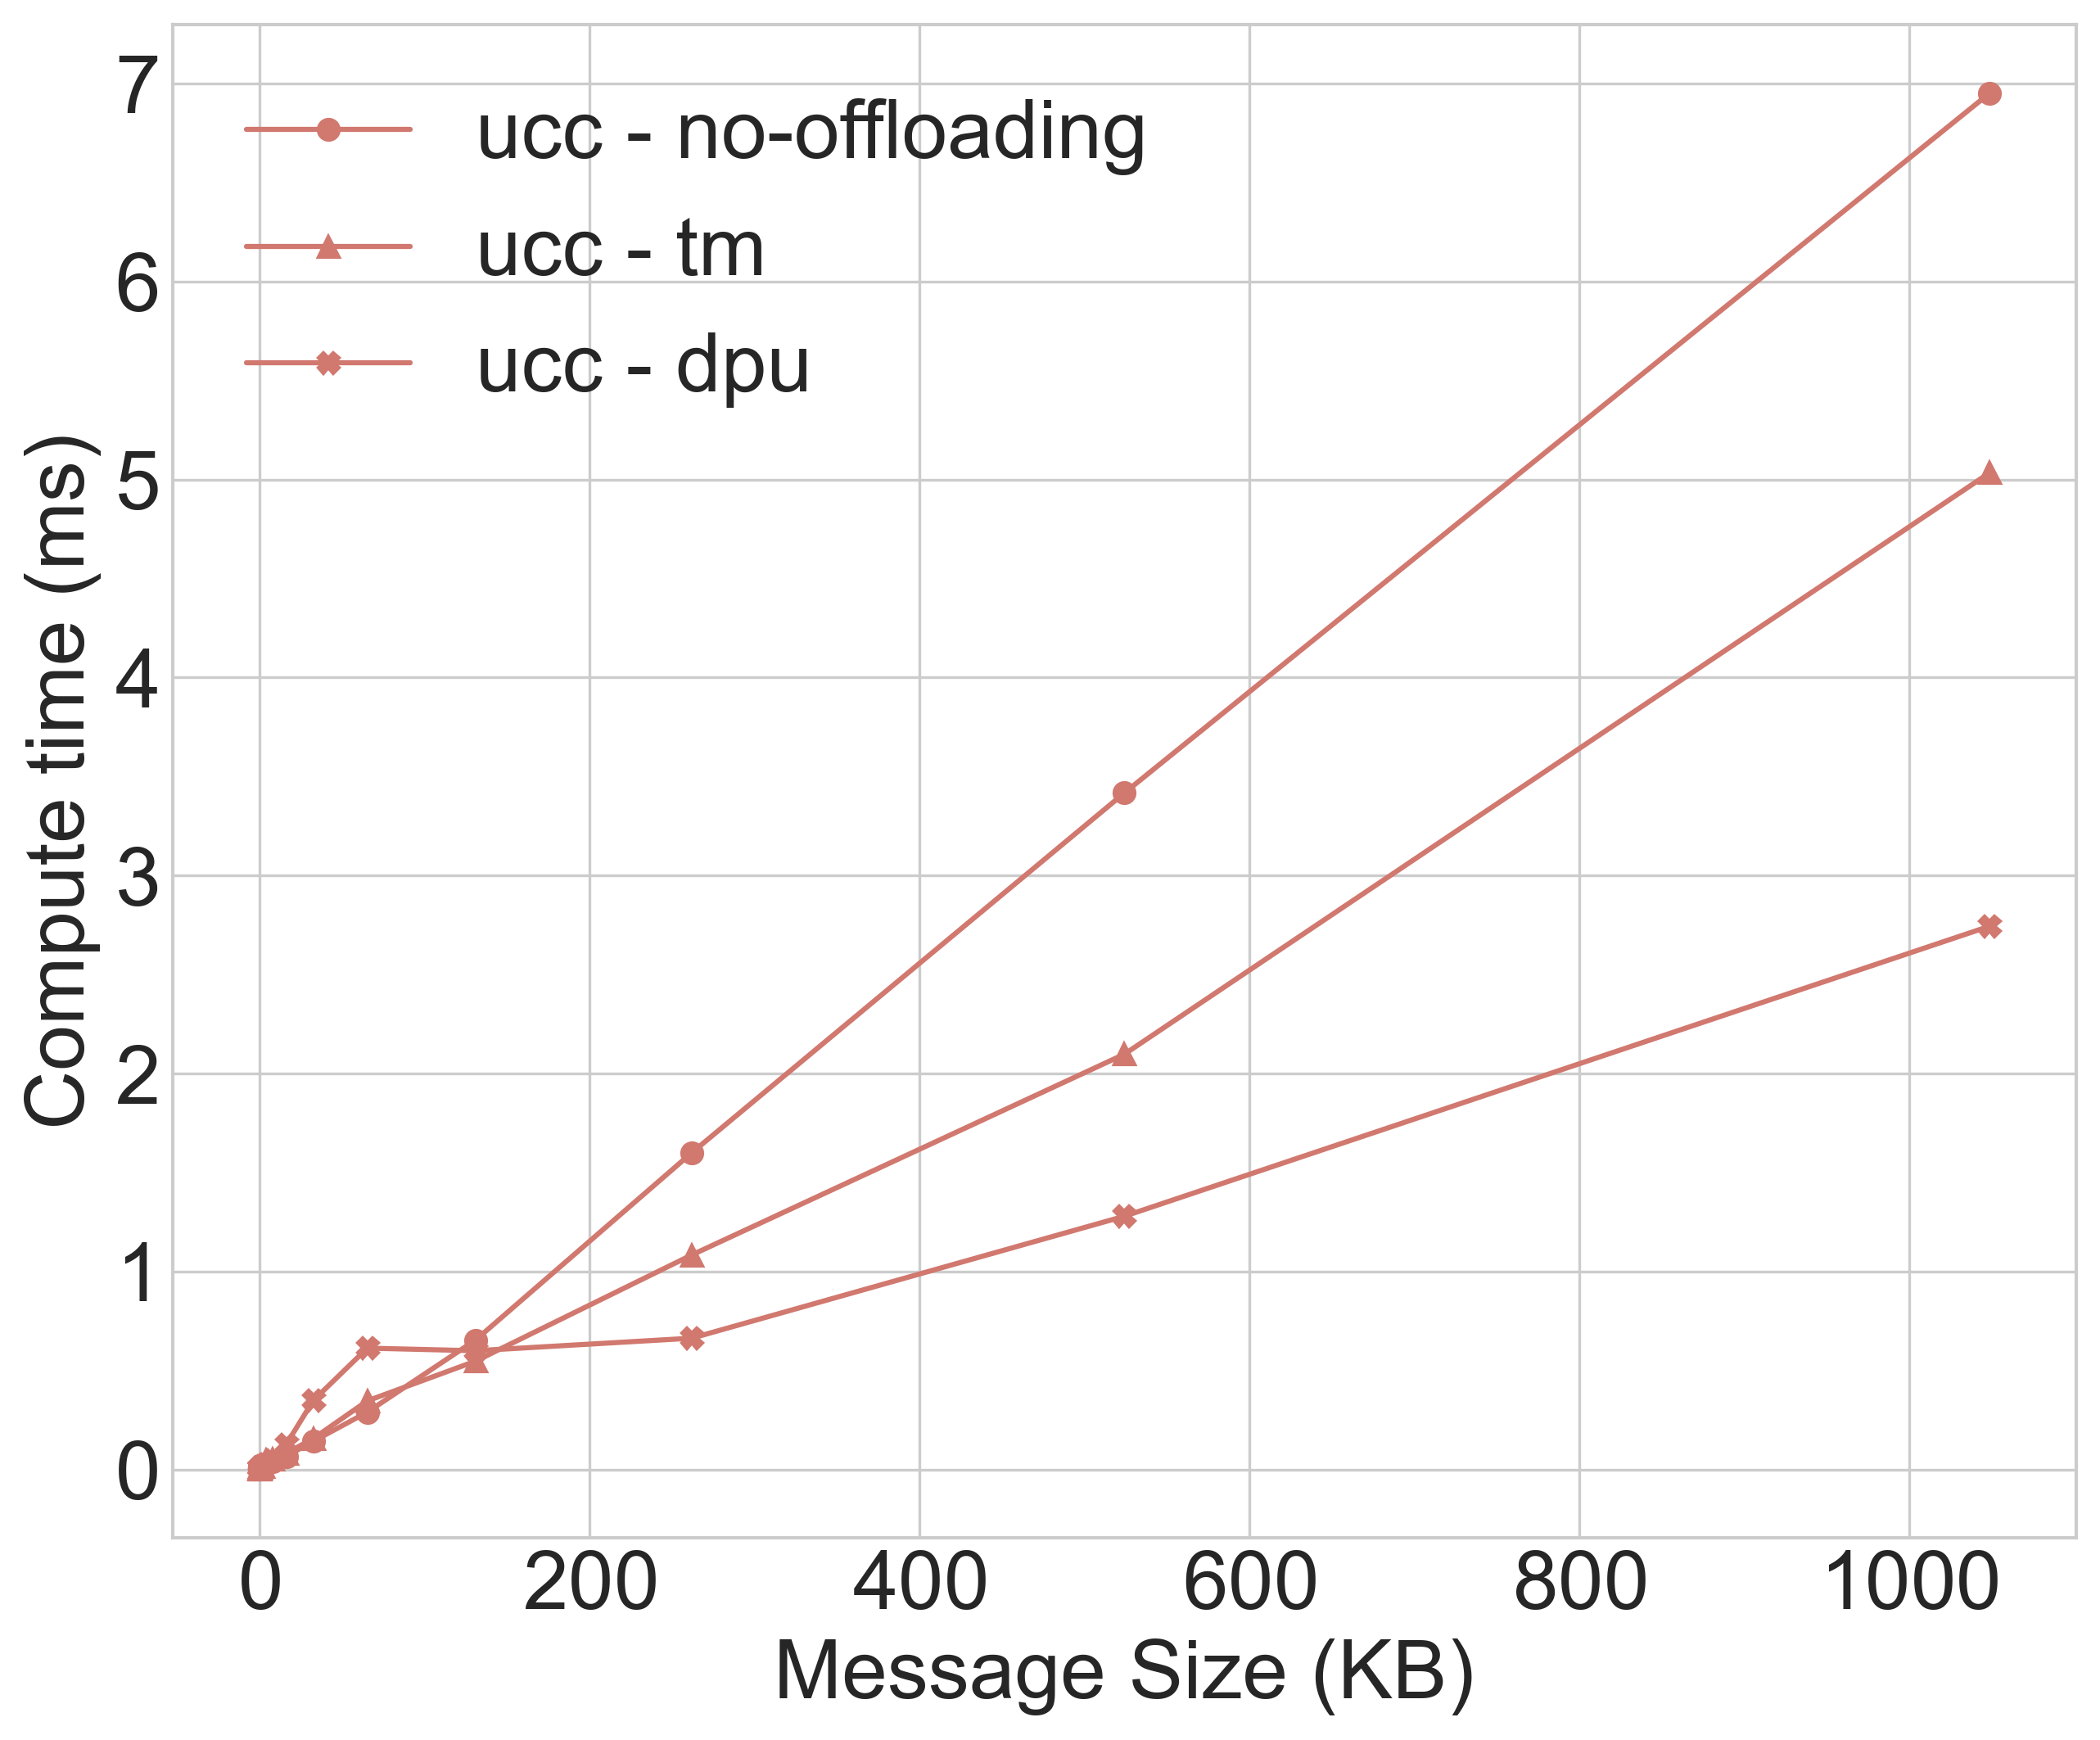 7
6
5
4
3
2
1
0
Compute time (ms)
ucc - no-offloading
ucc - tm
ucc - dpu
0 200 400 600 800 1000
Message Size (KB)